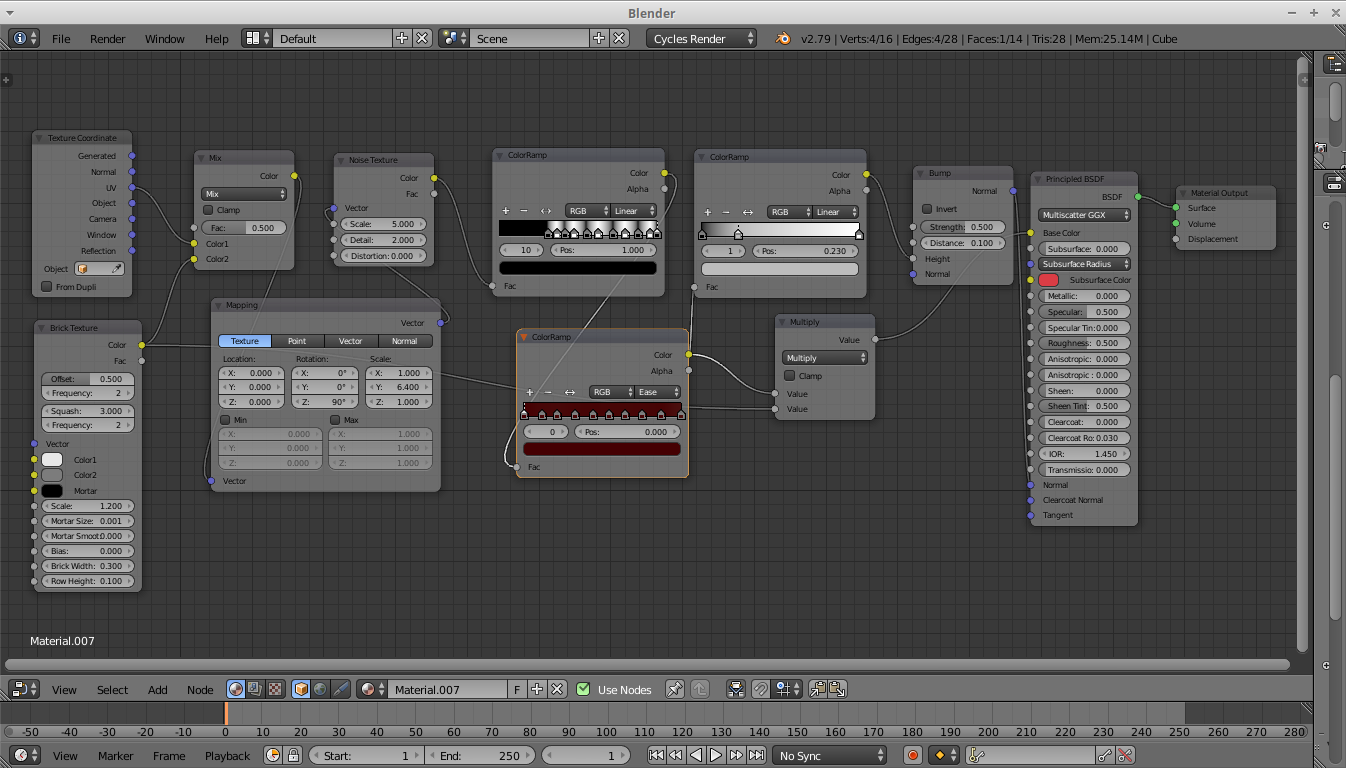 Blender
File Render Window Help Default Scene Cycles Render v2.79 | Verts:4/16 | Edges:4/28 | Faces:1/14 | Tris:28 | Mem:25.14M | Cube
Texture Coordinate
Generated
Normal
UV
Object
Camera
Window
Reflection
Object
From Dupli
Brick Texture
Color
Fac
Offset: 0.500
Frequency: 2
Squash: 3.000
Frequency: 2
Vector
Color1
Color2
Mortar
Scale: 1.200
Mortar Size: 0.001
Mortar Smoot:0.000
Bias: 0.000
Brick Width: 0.300
Row Height: 0.100
Mix
Color
Mix
Clamp
Fac: 0.500
Color1
Color2
Mapping
Vector
Texture Point Vector Normal
Location: Rotation: Scale:
X: 0.000 X: 0° X: 1.000
Y: 0.000 Y: 0° Y: 6.400
Z: 0.000 Z: 90° Z: 1.000
Min Max
X: 0.000 X: 1.000
Y: 0.000 Y: 1.000
Z: 0.000 Z: 1.000
Vector
Noise Texture
Color
Fac
Vector
Scale: 5.000
Detail: 2.000
Distortion: 0.000
ColorRamp
Color
Alpha
+ − RGB Linear
10 Pos: 1.000
Fac
ColorRamp
Color
Alpha
+ − RGB Ease
0 Pos: 0.000
Fac
ColorRamp
Color
Alpha
+ − RGB Linear
1 Pos: 0.230
Fac
Multiply
Value
Multiply
Clamp
Value
Value
Bump
Normal
Invert
Strength: 0.500
Distance: 0.100
Height
Normal
Principled BSDF
BSDF
Multiscatter GGX
Base Color
Subsurface: 0.000
Subsurface Radius
Subsurface Color
Metallic: 0.000
Specular: 0.500
Specular Tin:0.000
Roughness: 0.500
Anisotropic: 0.000
Anisotropic : 0.000
Sheen: 0.000
Sheen Tint: 0.500
Clearcoat: 0.000
Clearcoat Ro: 0.030
IOR: 1.450
Transmissio: 0.000
Normal
Clearcoat Normal
Tangent
Material Output
Surface
Volume
Displacement
Material.007
View Select Add Node Material.007 F Use Nodes
-50 -40 -30 -20 -10 0 10 20 30 40 50 60 70 80 90 100 110 120 130 140 150 160 170 180 190 200 210 220 230 240 250 260 270 280
View Marker Frame Playback Start: 1 End: 250 1 No Sync